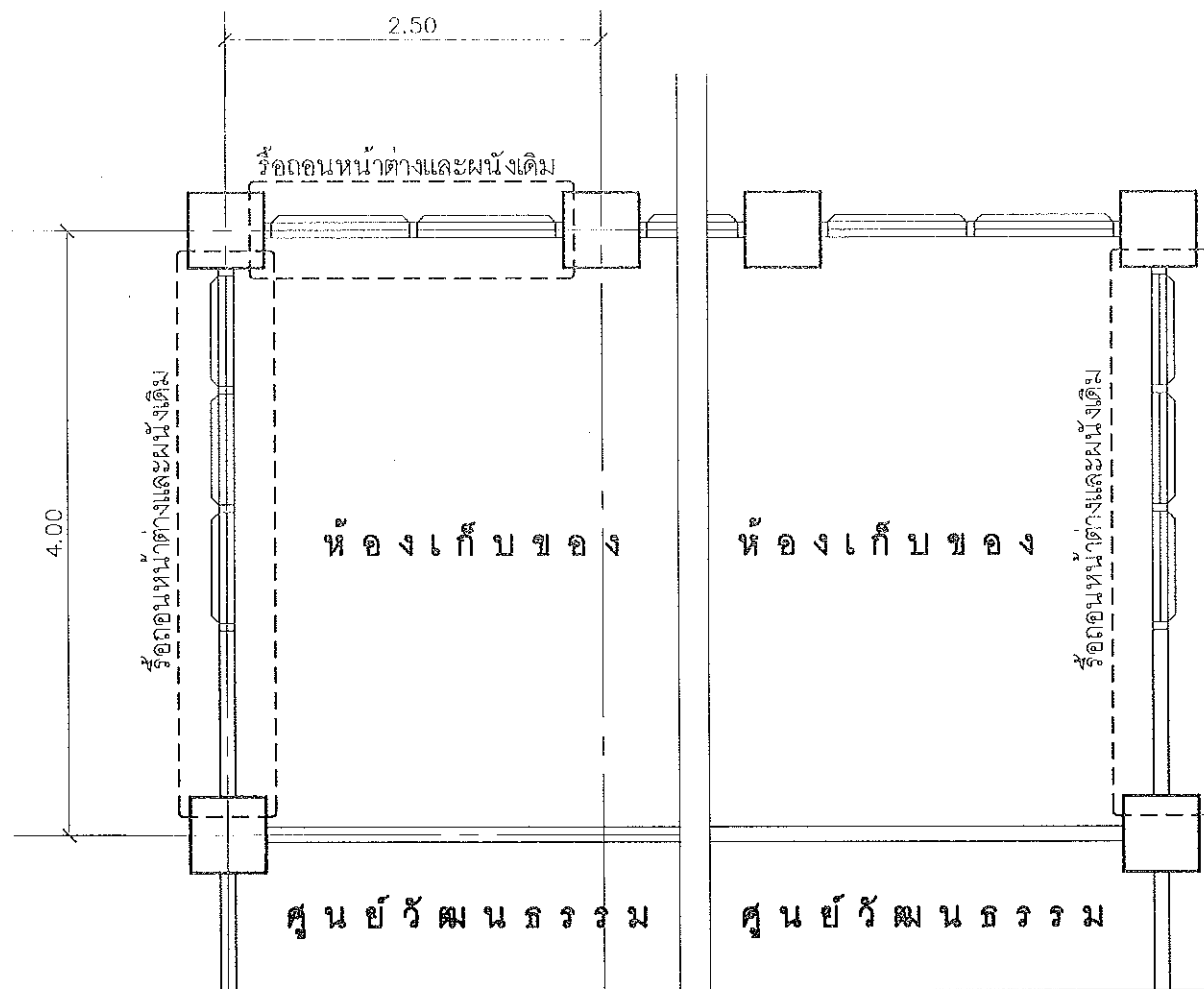 2.50
รื้อถอนหน้าต่างและผนังเดิม
รื้อถอนหน้าต่างและผนังเดิม
4.00
ห้องเก็บของ
ห้องเก็บของ
รื้อถอนหน้าต่างและผนังเดิม
ศูนย์วัฒนธรรม
ศูนย์วัฒนธรรม